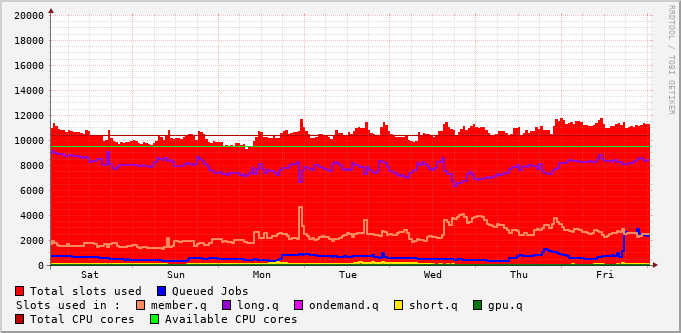 20000
18000
16000
14000
12000
10000
8000
6000
4000
2000
0
Sat Sun Mon Tue Wed Thu Fri
RRDTOOL / TOBI OETIKER
Total slots used Queued Jobs
Slots used in : member.q long.q ondemand.q short.q gpu.q
Total CPU cores Available CPU cores